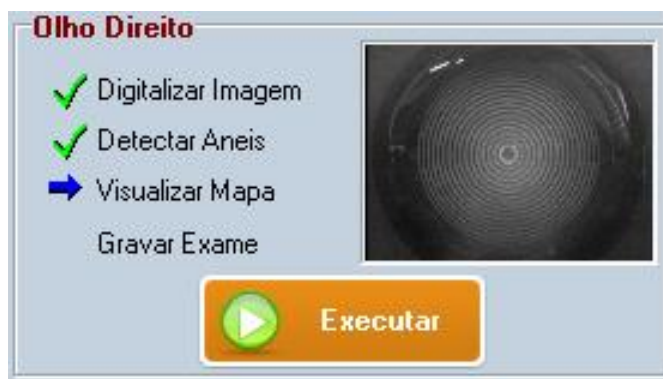 Olho Direito
Digitalizar Imagem
Detectar Aneis
Visualizar Mapa
Gravar Exame
Executar